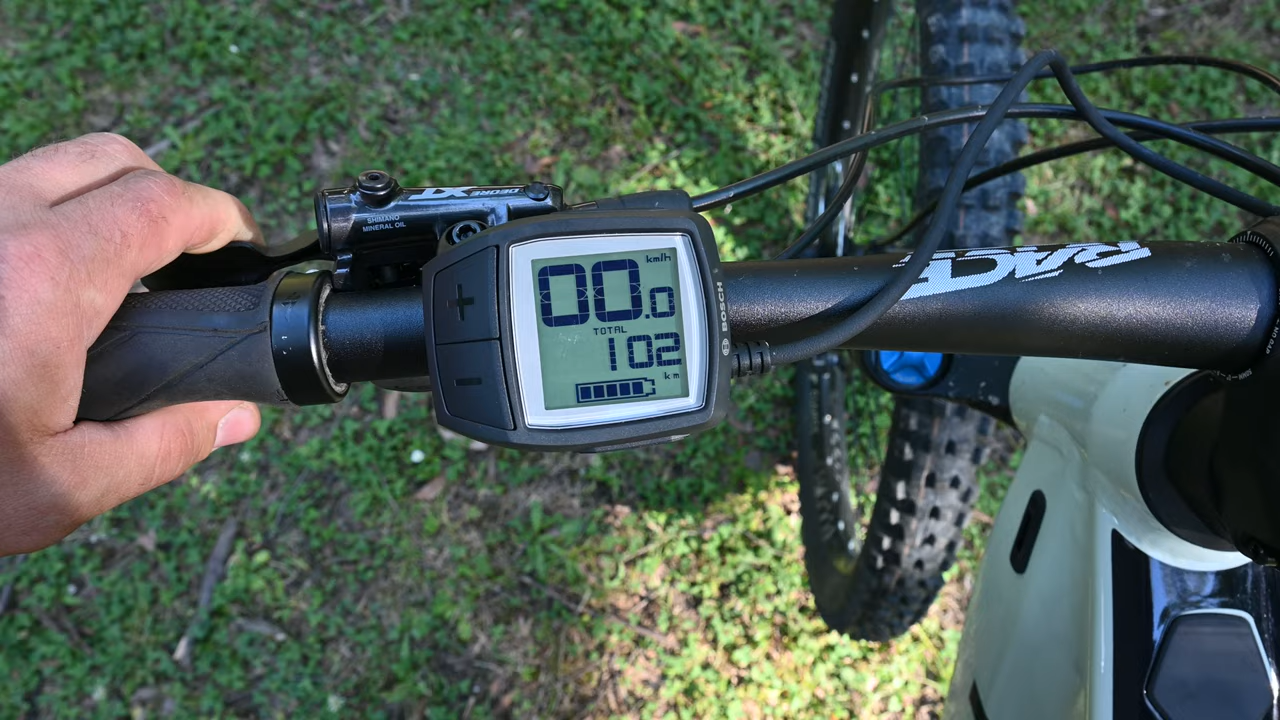 DEORE XT
SHIMANO
MINERAL OIL
km/h
00.0
TOTAL
102
km
BOSCH
RACE